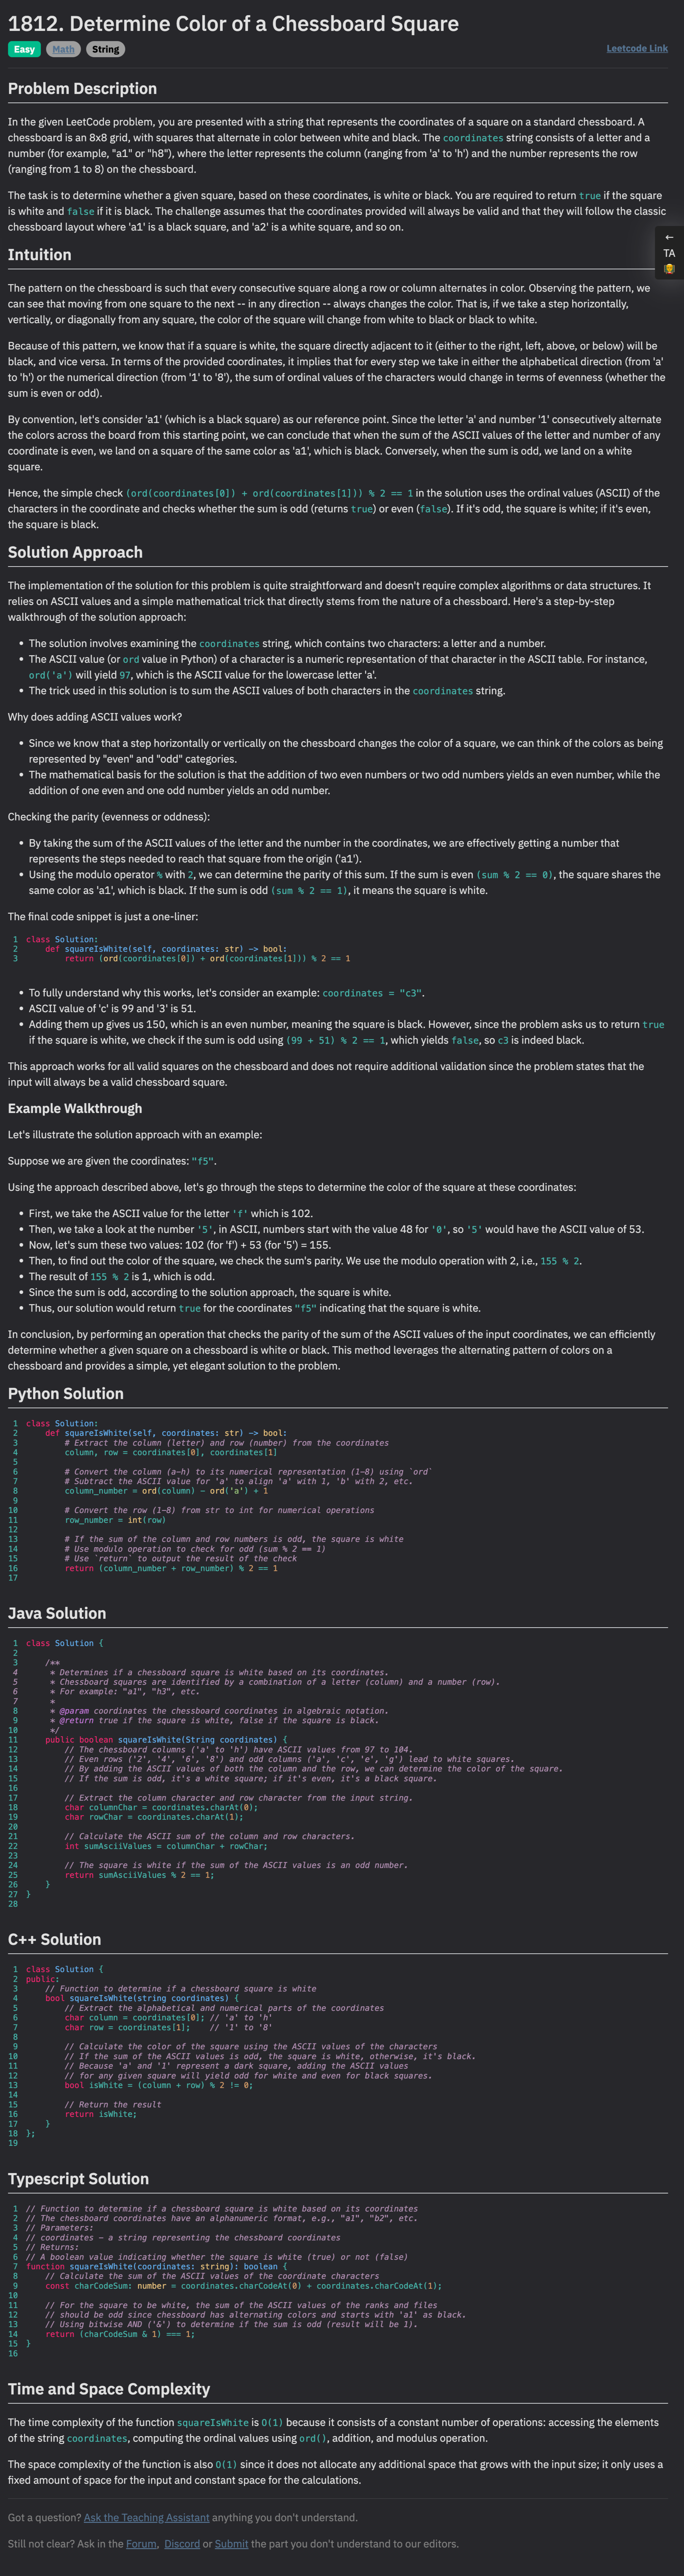 1812. Determine Color of a Chessboard Square
Easy Math String Leetcode Link
Problem Description
In the given LeetCode problem, you are presented with a string that represents the coordinates of a square on a standard chessboard. A
chessboard is an 8x8 grid, with squares that alternate in color between white and black. The coordinates string consists of a letter and a
number (for example, "a1" or "h8"), where the letter represents the column (ranging from 'a' to 'h') and the number represents the row
(ranging from 1 to 8) on the chessboard.
The task is to determine whether a given square, based on these coordinates, is white or black. You are required to return true if the square
is white and false if it is black. The challenge assumes that the coordinates provided will always be valid and that they will follow the classic
chessboard layout where 'a1' is a black square, and 'a2' is a white square, and so on.
←
TA
Intuition
The pattern on the chessboard is such that every consecutive square along a row or column alternates in color. Observing the pattern, we
can see that moving from one square to the next -- in any direction -- always changes the color. That is, if we take a step horizontally,
vertically, or diagonally from any square, the color of the square will change from white to black or black to white.
Because of this pattern, we know that if a square is white, the square directly adjacent to it (either to the right, left, above, or below) will be
black, and vice versa. In terms of the provided coordinates, it implies that for every step we take in either the alphabetical direction (from 'a'
to 'h') or the numerical direction (from '1' to '8'), the sum of ordinal values of the characters would change in terms of evenness (whether the
sum is even or odd).
By convention, let's consider 'a1' (which is a black square) as our reference point. Since the letter 'a' and number '1' consecutively alternate
the colors across the board from this starting point, we can conclude that when the sum of the ASCII values of the letter and number of any
coordinate is even, we land on a square of the same color as 'a1', which is black. Conversely, when the sum is odd, we land on a white
square.
Hence, the simple check (ord(coordinates[0]) + ord(coordinates[1])) % 2 == 1 in the solution uses the ordinal values (ASCII) of the
characters in the coordinate and checks whether the sum is odd (returns true) or even (false). If it's odd, the square is white; if it's even,
the square is black.
Solution Approach
The implementation of the solution for this problem is quite straightforward and doesn't require complex algorithms or data structures. It
relies on ASCII values and a simple mathematical trick that directly stems from the nature of a chessboard. Here's a step-by-step
walkthrough of the solution approach:
• The solution involves examining the coordinates string, which contains two characters: a letter and a number.
• The ASCII value (or ord value in Python) of a character is a numeric representation of that character in the ASCII table. For instance,
ord('a') will yield 97, which is the ASCII value for the lowercase letter 'a'.
• The trick used in this solution is to sum the ASCII values of both characters in the coordinates string.
Why does adding ASCII values work?
• Since we know that a step horizontally or vertically on the chessboard changes the color of a square, we can think of the colors as being
represented by "even" and "odd" categories.
• The mathematical basis for the solution is that the addition of two even numbers or two odd numbers yields an even number, while the
addition of one even and one odd number yields an odd number.
Checking the parity (evenness or oddness):
• By taking the sum of the ASCII values of the letter and the number in the coordinates, we are effectively getting a number that
represents the steps needed to reach that square from the origin ('a1').
• Using the modulo operator % with 2, we can determine the parity of this sum. If the sum is even (sum % 2 == 0), the square shares the
same color as 'a1', which is black. If the sum is odd (sum % 2 == 1), it means the square is white.
The final code snippet is just a one-liner:
1 class Solution:
2     def squareIsWhite(self, coordinates: str) -> bool:
3         return (ord(coordinates[0]) + ord(coordinates[1])) % 2 == 1
• To fully understand why this works, let's consider an example: coordinates = "c3".
• ASCII value of 'c' is 99 and '3' is 51.
• Adding them up gives us 150, which is an even number, meaning the square is black. However, since the problem asks us to return true
if the square is white, we check if the sum is odd using (99 + 51) % 2 == 1, which yields false, so c3 is indeed black.
This approach works for all valid squares on the chessboard and does not require additional validation since the problem states that the
input will always be a valid chessboard square.
Example Walkthrough
Let's illustrate the solution approach with an example:
Suppose we are given the coordinates: "f5".
Using the approach described above, let's go through the steps to determine the color of the square at these coordinates:
• First, we take the ASCII value for the letter 'f' which is 102.
• Then, we take a look at the number '5', in ASCII, numbers start with the value 48 for '0', so '5' would have the ASCII value of 53.
• Now, let's sum these two values: 102 (for 'f') + 53 (for '5') = 155.
• Then, to find out the color of the square, we check the sum's parity. We use the modulo operation with 2, i.e., 155 % 2.
• The result of 155 % 2 is 1, which is odd.
• Since the sum is odd, according to the solution approach, the square is white.
• Thus, our solution would return true for the coordinates "f5" indicating that the square is white.
In conclusion, by performing an operation that checks the parity of the sum of the ASCII values of the input coordinates, we can efficiently
determine whether a given square on a chessboard is white or black. This method leverages the alternating pattern of colors on a
chessboard and provides a simple, yet elegant solution to the problem.
Python Solution
1 class Solution:
2     def squareIsWhite(self, coordinates: str) -> bool:
3         # Extract the column (letter) and row (number) from the coordinates
4         column, row = coordinates[0], coordinates[1]
5
6         # Convert the column (a-h) to its numerical representation (1-8) using `ord`
7         # Subtract the ASCII value for 'a' to align 'a' with 1, 'b' with 2, etc.
8         column_number = ord(column) - ord('a') + 1
9
10         # Convert the row (1-8) from str to int for numerical operations
11         row_number = int(row)
12
13         # If the sum of the column and row numbers is odd, the square is white
14         # Use modulo operation to check for odd (sum % 2 == 1)
15         # Use `return` to output the result of the check
16         return (column_number + row_number) % 2 == 1
17
Java Solution
1 class Solution {
2
3     /**
4      * Determines if a chessboard square is white based on its coordinates.
5      * Chessboard squares are identified by a combination of a letter (column) and a number (row).
6      * For example: "a1", "h3", etc.
7      *
8      * @param coordinates the chessboard coordinates in algebraic notation.
9      * @return true if the square is white, false if the square is black.
10      */
11     public boolean squareIsWhite(String coordinates) {
12         // The chessboard columns ('a' to 'h') have ASCII values from 97 to 104.
13         // Even rows ('2', '4', '6', '8') and odd columns ('a', 'c', 'e', 'g') lead to white squares.
14         // By adding the ASCII values of both the column and the row, we can determine the color of the square.
15         // If the sum is odd, it's a white square; if it's even, it's a black square.
16
17         // Extract the column character and row character from the input string.
18         char columnChar = coordinates.charAt(0);
19         char rowChar = coordinates.charAt(1);
20
21         // Calculate the ASCII sum of the column and row characters.
22         int sumAsciiValues = columnChar + rowChar;
23
24         // The square is white if the sum of the ASCII values is an odd number.
25         return sumAsciiValues % 2 == 1;
26     }
27 }
28
C++ Solution
1 class Solution {
2 public:
3     // Function to determine if a chessboard square is white
4     bool squareIsWhite(string coordinates) {
5         // Extract the alphabetical and numerical parts of the coordinates
6         char column = coordinates[0]; // 'a' to 'h'
7         char row = coordinates[1];    // '1' to '8'
8
9         // Calculate the color of the square using the ASCII values of the characters
10         // If the sum of the ASCII values is odd, the square is white, otherwise, it's black.
11         // Because 'a' and '1' represent a dark square, adding the ASCII values
12         // for any given square will yield odd for white and even for black squares.
13         bool isWhite = (column + row) % 2 != 0;
14
15         // Return the result
16         return isWhite;
17     }
18 };
19
Typescript Solution
1 // Function to determine if a chessboard square is white based on its coordinates
2 // The chessboard coordinates have an alphanumeric format, e.g., "a1", "b2", etc.
3 // Parameters:
4 // coordinates - a string representing the chessboard coordinates
5 // Returns:
6 // A boolean value indicating whether the square is white (true) or not (false)
7 function squareIsWhite(coordinates: string): boolean {
8     // Calculate the sum of the ASCII values of the coordinate characters
9     const charCodeSum: number = coordinates.charCodeAt(0) + coordinates.charCodeAt(1);
10
11     // For the square to be white, the sum of the ASCII values of the ranks and files
12     // should be odd since chessboard has alternating colors and starts with 'a1' as black.
13     // Using bitwise AND ('&') to determine if the sum is odd (result will be 1).
14     return (charCodeSum & 1) === 1;
15 }
16
Time and Space Complexity
The time complexity of the function squareIsWhite is O(1) because it consists of a constant number of operations: accessing the elements
of the string coordinates, computing the ordinal values using ord(), addition, and modulus operation.
The space complexity of the function is also O(1) since it does not allocate any additional space that grows with the input size; it only uses a
fixed amount of space for the input and constant space for the calculations.
Got a question? Ask the Teaching Assistant anything you don't understand.
Still not clear? Ask in the Forum, Discord or Submit the part you don't understand to our editors.